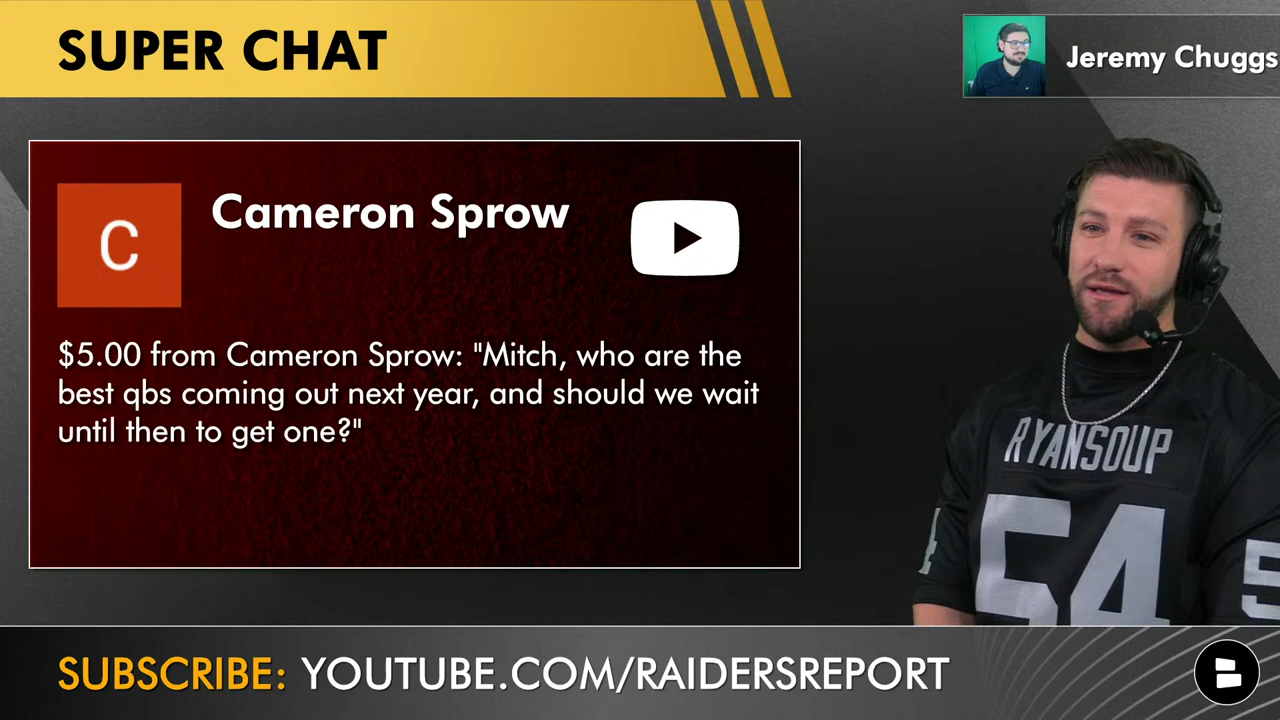 SUPER CHAT
Jeremy Chuggs
C
Cameron Sprow
$5.00 from Cameron Sprow: "Mitch, who are the
best qbs coming out next year, and should we wait
until then to get one?"
RYANSOUP
54
SUBSCRIBE: YOUTUBE.COM/RAIDERSREPORT